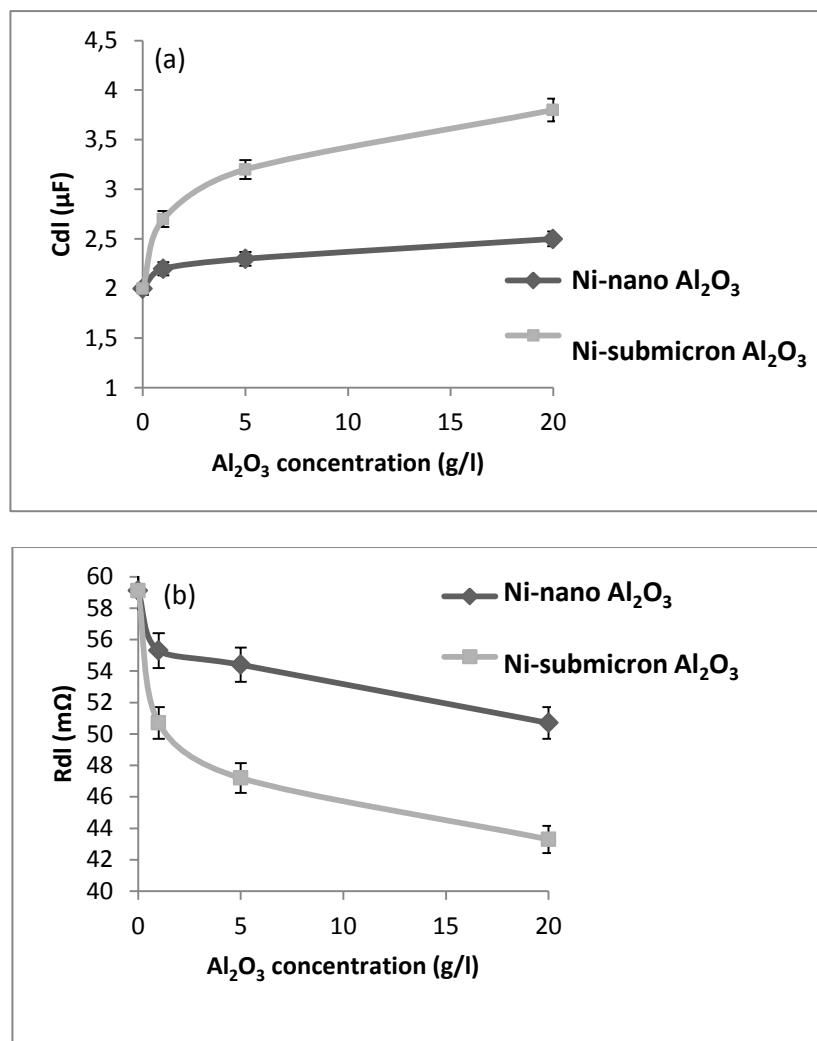 (a)
4,5
4
3,5
3
2,5
2
1,5
1
Cdl (µF)
0 5 10 15 20
Al₂O₃ concentration (g/l)
Ni-nano Al₂O₃
Ni-submicron Al₂O₃
(b)
60
58
56
54
52
50
48
46
44
42
40
Rdl (mΩ)
0 5 10 15 20
Al₂O₃ concentration (g/l)
Ni-nano Al₂O₃
Ni-submicron Al₂O₃